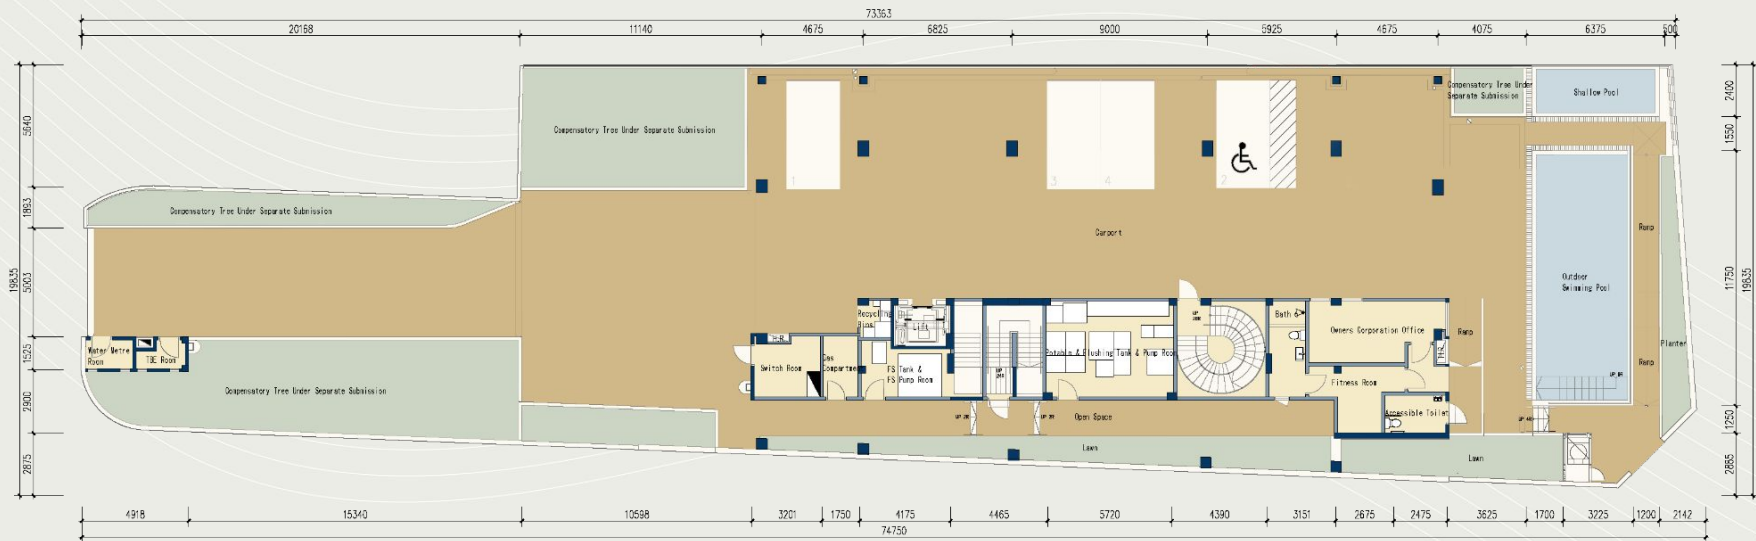 73363
20168
11140
4675
6825
9000
5925
4675
4075
6375
500
19835
5640
1893
5003
1525
2900
2875
2400
1550
11750
1250
2885
19835
Compensatory Tree Under Separate Submission
Compensatory Tree Under
Separate Submission
Shallow Pool
1
3
4
2
Compensatory Tree Under Separate Submission
Carport
Ramp
Outdoor
Swimming Pool
Recycling
Bins
Lift
Bath
Owners Corporation Office
Ramp
Planter
Water Metre
Room
TBE Room
Switch Room
Gas
Compartment
FS Tank &
FS Pump Room
Potable & Flushing Tank & Pump Room
Ramp
Fitness Room
Compensatory Tree Under Separate Submission
Accessible Toilet
Open Space
Lawn
Lawn
4918
15340
10598
3201
1750
4175
4465
5720
4390
3151
2675
2475
3625
1700
3225
1200
2142
74750